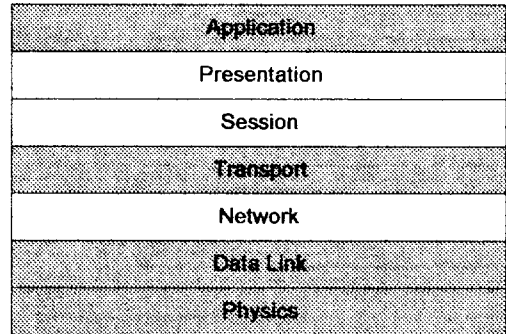 Application
Presentation
Session
Transport
Network
Data Link
Physics